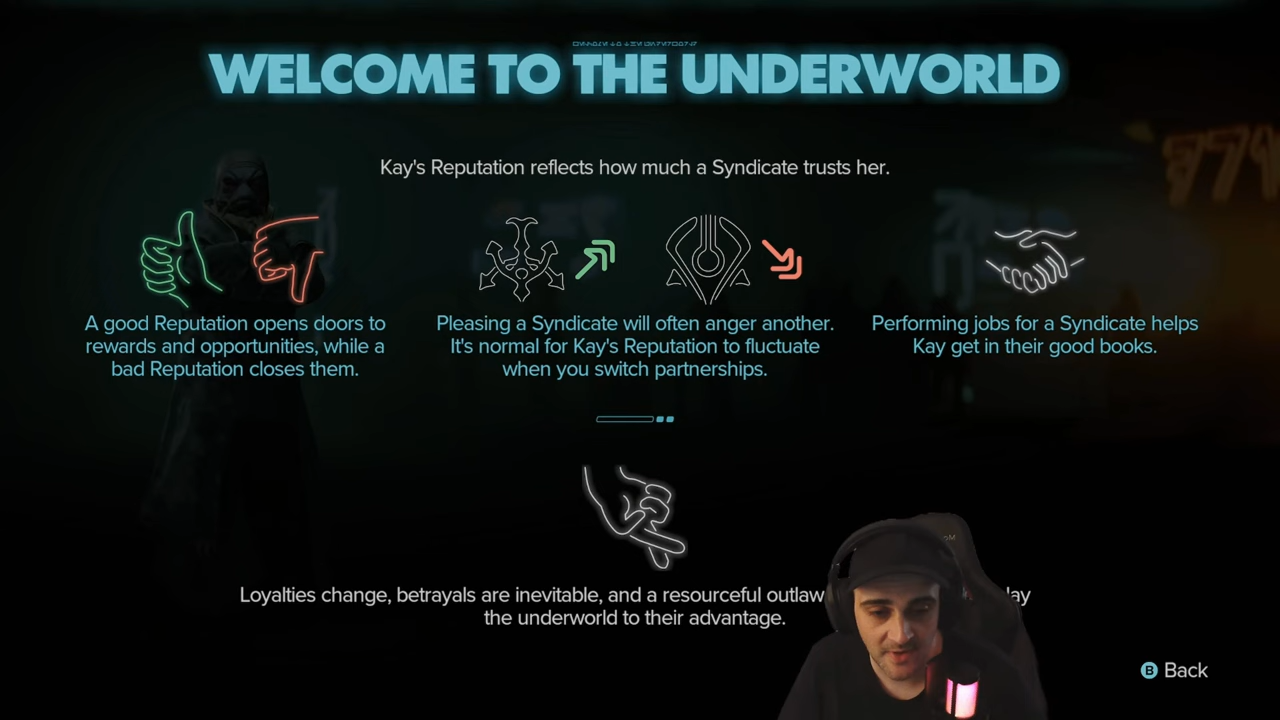 WELCOME TO THE UNDERWORLD
Kay's Reputation reflects how much a Syndicate trusts her.
A good Reputation opens doors to
rewards and opportunities, while a
bad Reputation closes them.
Pleasing a Syndicate will often anger another.
It's normal for Kay's Reputation to fluctuate
when you switch partnerships.
Performing jobs for a Syndicate helps
Kay get in their good books.
Loyalties change, betrayals are inevitable, and a resourceful outlaw
the underworld to their advantage.
B Back